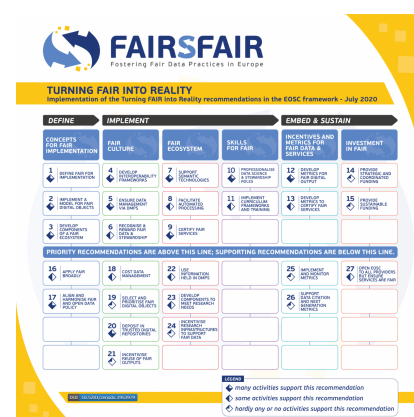 FAIRSFAIR
Fostering Fair Data Practices in Europe
TURNING FAIR INTO REALITY
Implementation of the Turning FAIR into Reality recommendations in the EOSC framework - July 2020
DEFINE
IMPLEMENT
EMBED & SUSTAIN
CONCEPTS
FOR FAIR
IMPLEMENTATION
FAIR
CULTURE
FAIR
ECOSYSTEM
SKILLS
FOR FAIR
INCENTIVES AND
METRICS FOR
FAIR DATA &
SERVICES
INVESTMENT
IN FAIR
1 DEFINE FAIR FOR
IMPLEMENTATION
4 DEVELOP
INTEROPERABILITY
FRAMEWORKS
7 SUPPORT
SEMANTIC
TECHNOLOGIES
10 PROFESSIONALISE
DATA SCIENCE
& STEWARDSHIP
ROLES
12 DEVELOP
METRICS FOR
FAIR DIGITAL
OUTPUT
14 PROVIDE
STRATEGIC AND
COORDINATED
FUNDING
2 IMPLEMENT A
MODEL FOR FAIR
DIGITAL OBJECTS
5 ENSURE DATA
MANAGEMENT
VIA DMPS
8 FACILITATE
AUTOMATED
PROCESSING
11 IMPLEMENT
CURRICULUM
FRAMEWORKS
AND TRAINING
13 DEVELOP
METRICS TO
CERTIFY FAIR
SERVICES
15 PROVIDE
SUSTAINABLE
FUNDING
3 DEVELOP
COMPONENTS
OF A FAIR
ECOSYSTEM
6 RECOGNISE &
REWARD FAIR
DATA &
STEWARDSHIP
9 CERTIFY FAIR
SERVICES
PRIORITY RECOMMENDATIONS ARE ABOVE THIS LINE; SUPPORTING RECOMMENDATIONS ARE BELOW THIS LINE.
16 APPLY FAIR
BROADLY
18 COST DATA
MANAGEMENT
22 USE
INFORMATION
HELD IN DMPS
25 IMPLEMENT
AND MONITOR
METRICS
27 OPEN EOSC
TO ALL PROVIDERS
BUT ENSURE
SERVICES ARE FAIR
17 ALIGN AND
HARMONISE FAIR
AND OPEN DATA
POLICY
19 SELECT AND
PRIORITISE FAIR
DIGITAL OBJECTS
23 DEVELOP
COMPONENTS TO
MEET RESEARCH
NEEDS
26 SUPPORT
DATA CITATION
AND NEXT
GENERATION
METRICS
20 DEPOSIT IN
TRUSTED DIGITAL
REPOSITORIES
24 INCENTIVISE
RESEARCH
INFRASTRUCTURES
TO SUPPORT
FAIR DATA
21 INCENTIVISE
REUSE OF FAIR
OUTPUTS
LEGEND
many activities support this recommendation
some activities support this recommendation
hardly any or no activities support this recommendation
DOI